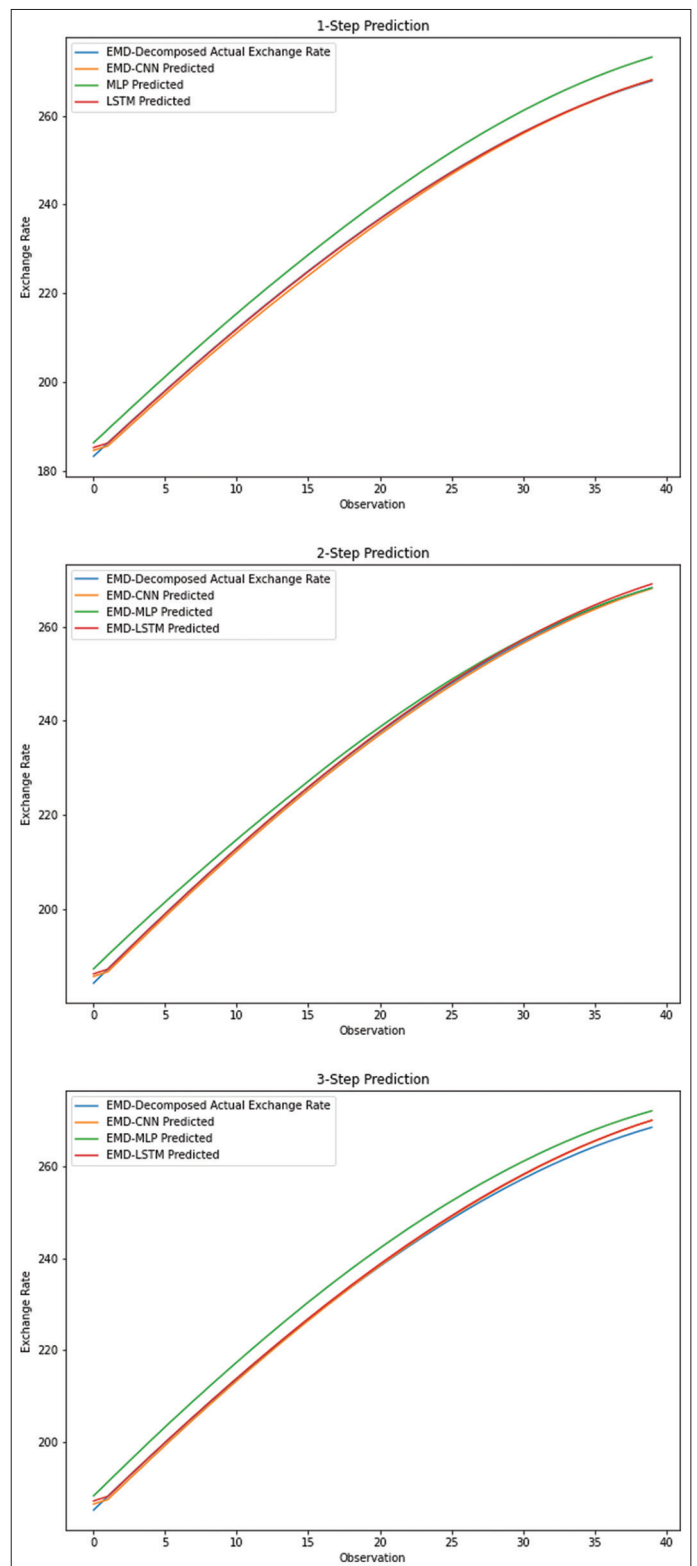 1-Step Prediction
EMD-Decomposed Actual Exchange Rate
EMD-CNN Predicted
MLP Predicted
LSTM Predicted
Exchange Rate
260
240
220
200
180
0 5 10 15 20 25 30 35 40
Observation
2-Step Prediction
EMD-Decomposed Actual Exchange Rate
EMD-CNN Predicted
EMD-MLP Predicted
EMD-LSTM Predicted
Exchange Rate
260
240
220
200
0 5 10 15 20 25 30 35 40
Observation
3-Step Prediction
EMD-Decomposed Actual Exchange Rate
EMD-CNN Predicted
EMD-MLP Predicted
EMD-LSTM Predicted
Exchange Rate
260
240
220
200
0 5 10 15 20 25 30 35 40
Observation